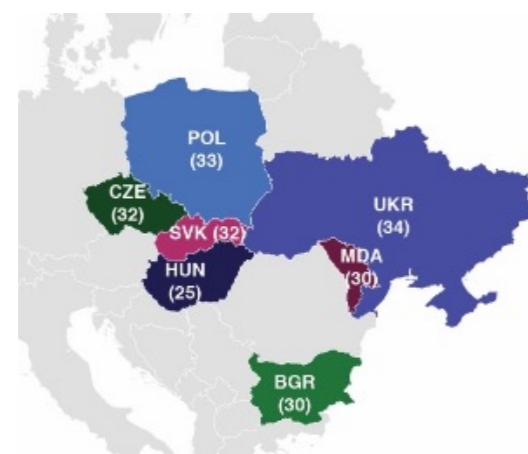 POL
(33)
CZE
(32)
UKR
(34)
SVK (32)
MDA
(30)
HUN
(25)
BGR
(30)